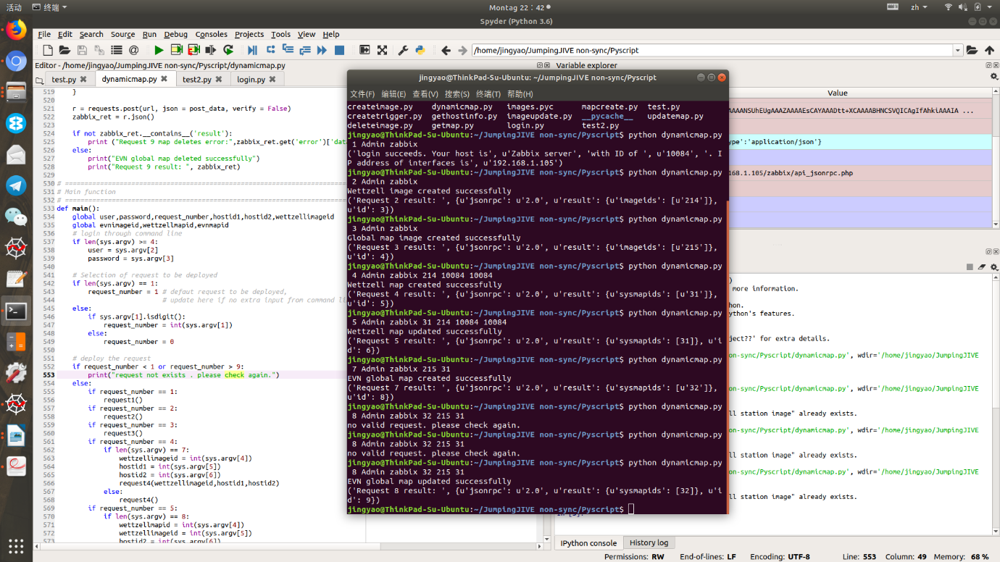 活动
终端
Montag 22：42
zh
Spyder (Python 3.6)
File Edit Search Source Run Debug Consoles Projects Tools View Help
/home/jingyao/JumpingJIVE non-sync/Pyscript
Editor - /home/jingyao/JumpingJIVE non-sync/Pyscript/dynamicmap.py
test.py
dynamicmap.py
test2.py
login.py
519 }
520
521 r = requests.post(url, json = post_data, verify = False)
522 zabbix_ret = r.json()
523
524 if not zabbix_ret.__contains__('result'):
525 print ("Request 9 map deletes error:",zabbix_ret.get('error')['dat
526 else:
527 print("EVN global map deleted successfully")
528 print("Request 9 result: ", zabbix_ret)
529
530 # ==========================================================================
531 # Main function
532 # ==========================================================================
533 def main():
534 global user,password,request_number,hostid1,hostid2,wettzellimageid
535 global evnimageid,wettzellmapid,evnmapid
536 # login through command line
537 if len(sys.argv) >= 4:
538 user = sys.argv[2]
539 password = sys.argv[3]
540
541 # Selection of request to be deployed
542 if len(sys.argv) == 1:
543 request_number = 1 # defaut request to be deployed,
544 # update here if no extra input from command li
545 else:
546 if sys.argv[1].isdigit():
547 request_number = int(sys.argv[1])
548 else:
549 request_number = 0
550
551 # deploy the request
552 if request_number < 1 or request_number > 9:
553 print("request not exists . please check again.")
554 else:
555 if request_number == 1:
556 request1()
557 if request_number == 2:
558 request2()
559 if request_number == 3:
560 request3()
561 if request_number == 4:
562 if len(sys.argv) == 7:
563 wettzellimageid = int(sys.argv[4])
564 hostid1 = int(sys.argv[5])
565 hostid2 = int(sys.argv[6])
566 request4(wettzellimageid,hostid1,hostid2)
567 else:
568 request4()
569 if request_number == 5:
570 if len(sys.argv) == 8:
571 wettzellmapid = int(sys.argv[4])
572 wettzellimageid = int(sys.argv[5])
573 hostid2 = int(sys.argv[6])
jingyao@ThinkPad-Su-Ubuntu: ~/JumpingJIVE non-sync/Pyscript
文件(F) 编辑(E) 查看(V) 搜索(S) 终端(T) 帮助(H)
createimage.py dynamicmap.py images.pyc mapcreate.py test.py
createtrigger.py gethostinfo.py imageupdate.py __pycache__ updatemap.py
deleteimage.py getmap.py login.py test2.py
jingyao@ThinkPad-Su-Ubuntu:~/JumpingJIVE non-sync/Pyscript$ python dynamicmap.py
1 Admin zabbix
('login succeeds. Your host is', u'Zabbix server', 'with ID of ', u'10084', '. I
P address of interfaces is', u'192.168.1.105')
jingyao@ThinkPad-Su-Ubuntu:~/JumpingJIVE non-sync/Pyscript$ python dynamicmap.py
2 Admin zabbix
Wettzell image created successfully
('Request 2 result: ', {u'jsonrpc': u'2.0', u'result': {u'imageids': [u'214']},
u'id': 3})
jingyao@ThinkPad-Su-Ubuntu:~/JumpingJIVE non-sync/Pyscript$ python dynamicmap.py
3 Admin zabbix
Global map image created successfully
('Request 3 result: ', {u'jsonrpc': u'2.0', u'result': {u'imageids': [u'215']},
u'id': 4})
jingyao@ThinkPad-Su-Ubuntu:~/JumpingJIVE non-sync/Pyscript$ python dynamicmap.py
4 Admin zabbix 214 10084 10084
Wettzell map created successfully
('Request 4 result: ', {u'jsonrpc': u'2.0', u'result': {u'sysmapids': [u'31']},
u'id': 5})
jingyao@ThinkPad-Su-Ubuntu:~/JumpingJIVE non-sync/Pyscript$ python dynamicmap.py
5 Admin zabbix 31 214 10084 10084
Wettzell map updated successfully
('Request 5 result: ', {u'jsonrpc': u'2.0', u'result': {u'sysmapids': [31]}, u'i
d': 6})
jingyao@ThinkPad-Su-Ubuntu:~/JumpingJIVE non-sync/Pyscript$ python dynamicmap.py
7 Admin zabbix 215 31
EVN global map created successfully
('Request 7 result: ', {u'jsonrpc': u'2.0', u'result': {u'sysmapids': [u'32']},
u'id': 8})
jingyao@ThinkPad-Su-Ubuntu:~/JumpingJIVE non-sync/Pyscript$ python dynamicmap.py
8 Admin zabbix 32 215 31
no valid request. please check again.
jingyao@ThinkPad-Su-Ubuntu:~/JumpingJIVE non-sync/Pyscript$ python dynamicmap.py
8 Admin zabbix 32 215 31
no valid request. please check again.
jingyao@ThinkPad-Su-Ubuntu:~/JumpingJIVE non-sync/Pyscript$ python dynamicmap.py
8 Admin zabbix 32 215 31
EVN global map updated successfully
('Request 8 result: ', {u'jsonrpc': u'2.0', u'result': {u'sysmapids': [32]}, u'i
d': 9})
jingyao@ThinkPad-Su-Ubuntu:~/JumpingJIVE non-sync/Pyscript$
Variable explorer
Value
AAAANSUhEUgAAAZAAAAEsCAYAAADtt+XCAAAABHNCSVQICAgIfAhkiAAAIA ...
ype':'application/json'}
168.1.105/zabbix/api_jsonrpc.php
)
more information.
hon.
ython's features.
ject??' for extra details.
on-sync/Pyscript/dynamicmap.py', wdir='/home/jingyao/JumpingJIVE
on-sync/Pyscript/dynamicmap.py', wdir='/home/jingyao/JumpingJIVE
ll station image" already exists.
on-sync/Pyscript/dynamicmap.py', wdir='/home/jingyao/JumpingJIVE
ll station image" already exists.
on-sync/Pyscript/dynamicmap.py', wdir='/home/jingyao/JumpingJIVE
ll station image" already exists.
IPython console
History log
Permissions: RW End-of-lines: LF Encoding: UTF-8 Line: 553 Column: 49 Memory: 68 %